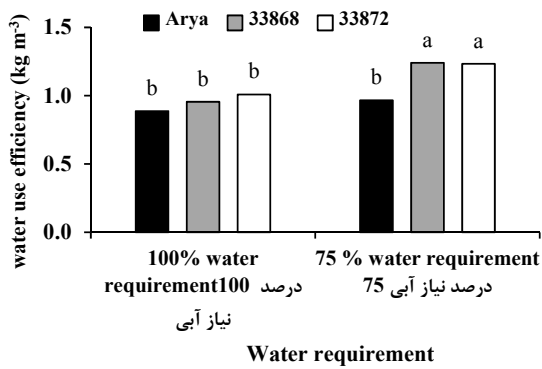 Arya 33868 33872
water use efficiency (kg m-3)
1.5
1.0
0.5
0.0
b b b b a a
100% water
requirement100 درصد
نیاز آبی
75 % water requirement
75 درصد نیاز آبی
Water requirement